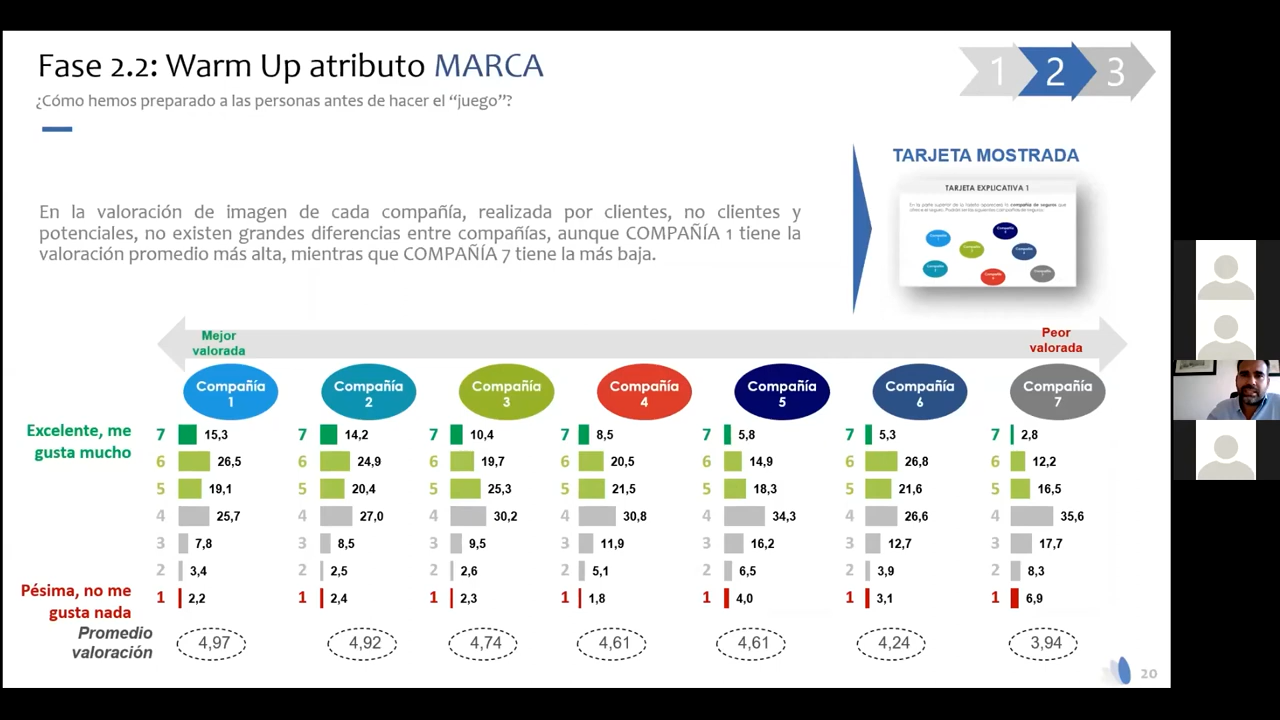 Fase 2.2: Warm Up atributo MARCA
¿Cómo hemos preparado a las personas antes de hacer el “juego”?
1 2 3
TARJETA MOSTRADA
TARJETA EXPLICATIVA 1
En la valoración de imagen de cada compañía, realizada por clientes, no clientes y
potenciales, no existen grandes diferencias entre compañías, aunque COMPAÑÍA 1 tiene la
valoración promedio más alta, mientras que COMPAÑÍA 7 tiene la más baja.
Mejor
valorada
Peor
valorada
Compañía
1
Compañía
2
Compañía
3
Compañía
4
Compañía
5
Compañía
6
Compañía
7
Excelente, me
gusta mucho
7 15,3 7 14,2 7 10,4 7 8,5 7 5,8 7 5,3 7 2,8
6 26,5 6 24,9 6 19,7 6 20,5 6 14,9 6 26,8 6 12,2
5 19,1 5 20,4 5 25,3 5 21,5 5 18,3 5 21,6 5 16,5
4 25,7 4 27,0 4 30,2 4 30,8 4 34,3 4 26,6 4 35,6
3 7,8 3 8,5 3 9,5 3 11,9 3 16,2 3 12,7 3 17,7
2 3,4 2 2,5 2 2,6 2 5,1 2 6,5 2 3,9 2 8,3
Pésima, no me
gusta nada
1 2,2 1 2,4 1 2,3 1 1,8 1 4,0 1 3,1 1 6,9
Promedio
valoración
4,97 4,92 4,74 4,61 4,61 4,24 3,94
20